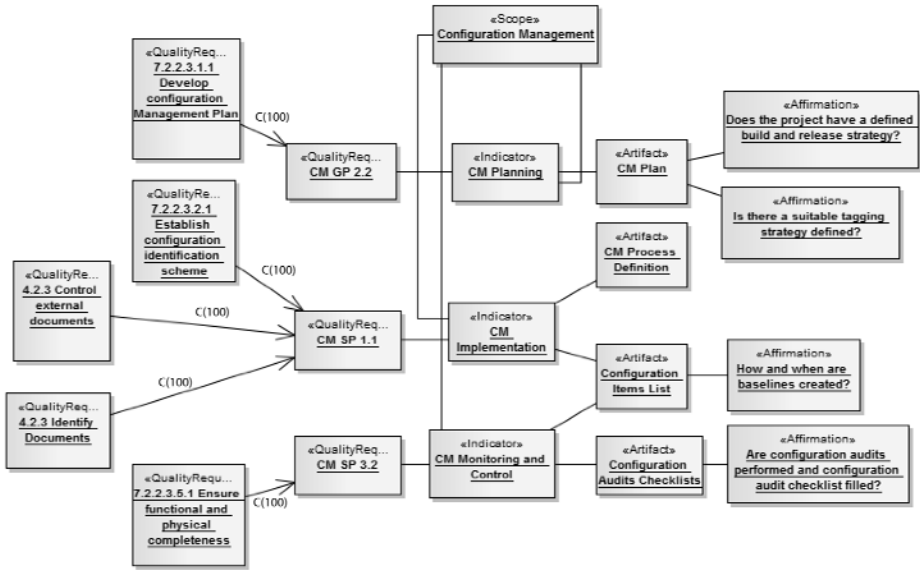 «Scope»
Configuration Management
«QualityReq...
7.2.2.3.1.1
Develop
configuration
Management Plan
C(100)
«QualityReq...
CM GP 2.2
«Indicator»
CM Planning
«Artifact»
CM Plan
«Affirmation»
Does the project have a defined
build and release strategy?
«Affirmation»
Is there a suitable tagging
strategy defined?
«QualityRe...
7.2.2.3.2.1
Establish
configuration
identification
scheme
C(100)
«Artifact»
CM Process
Definition
«QualityRe...
4.2.3 Control
external
documents
C(100)
«QualityReq...
CM SP 1.1
«Indicator»
CM
Implementation
«Artifact»
Configuration
Items List
«Affirmation»
How and when are
baselines created?
C(100)
«QualityReq...
4.2.3 Identify
Documents
«QualityReq...
CM SP 3.2
«Indicator»
CM Monitoring and
Control
«Artifact»
Configuration
Audits Checklists
«Affirmation»
Are configuration audits
performed and configuration
audit checklist filled?
«QualityRequ...
7.2.2.3.5.1 Ensure
functional and
physical
completeness
C(100)